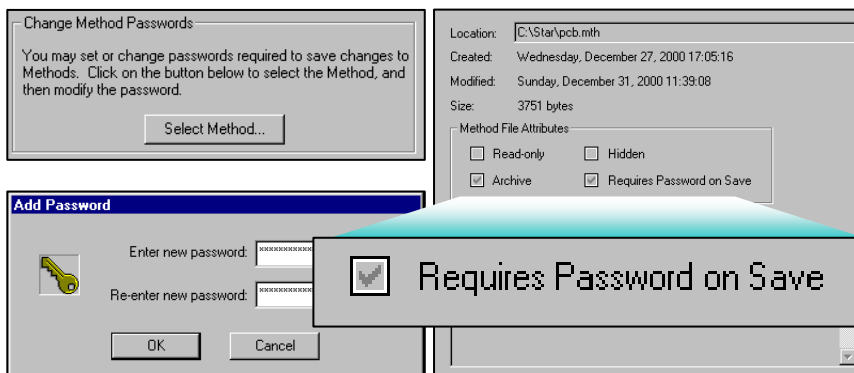 Change Method Passwords
You may set or change passwords required to save changes to
Methods. Click on the button below to select the Method, and
then modify the password.
Select Method...
Location: C:\Star\pcb.mth
Created: Wednesday, December 27, 2000 17:05:16
Modified: Sunday, December 31, 2000 11:39:08
Size: 3751 bytes
Method File Attributes
Read-only Hidden
Archive Requires Password on Save
Add Password
Enter new password: xxxxxxxxxxx
Re-enter new password: xxxxxxxxxxx
OK Cancel
Requires Password on Save